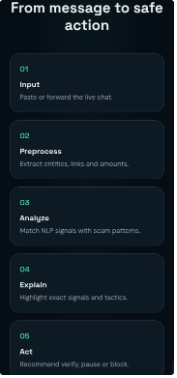 From message to safe
action
01
Input
Paste or forward the live chat.
02
Preprocess
Extract entities, links and amounts.
03
Analyze
Match NLP signals with scam patterns.
04
Explain
Highlight exact signals and tactics.
05
Act
Recommend verify, pause or block.